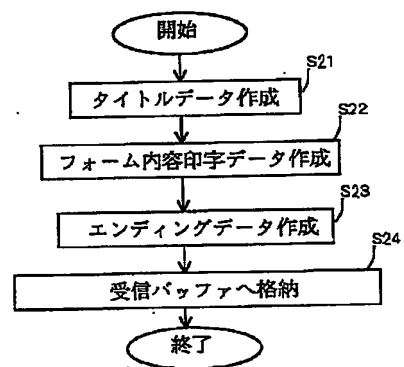 開始
S21
タイトルデータ作成
S22
フォーム内容印字データ作成
S23
エンディングデータ作成
S24
受信バッファへ格納
終了